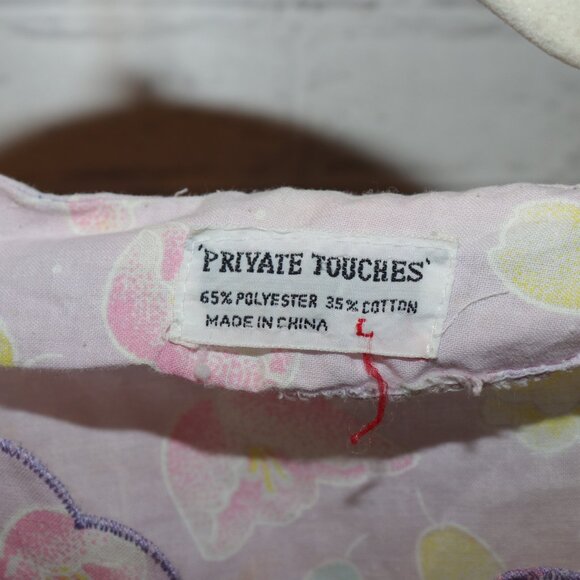 'PRIVATE TOUCHES'
65% POLYESTER 35% COTTON
MADE IN CHINA
L